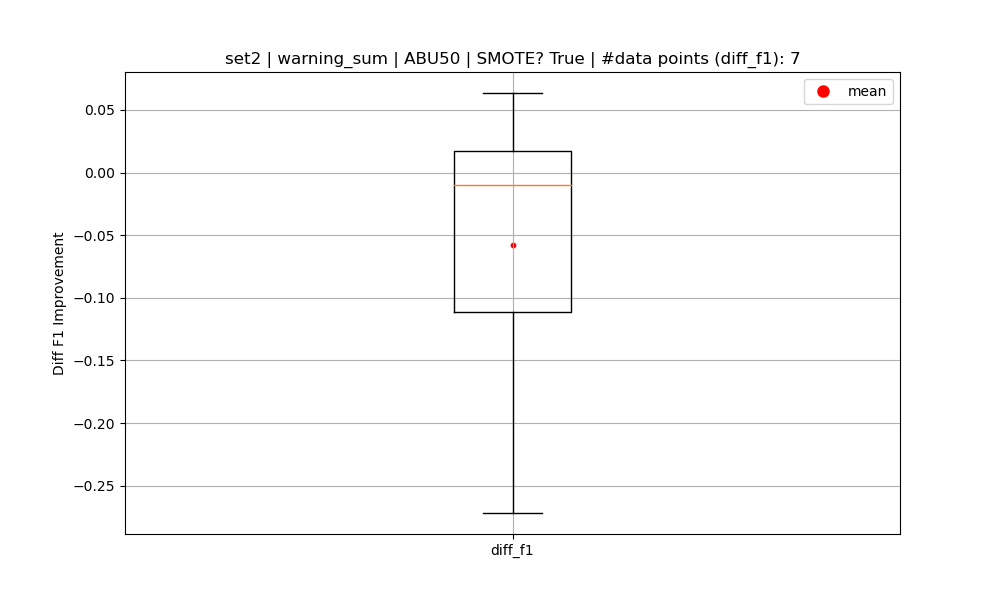 set2 | warning_sum | ABU50 | SMOTE? True | #data points (diff_f1): 7
mean
0.05
0.00
−0.05
−0.10
−0.15
−0.20
−0.25
Diff F1 Improvement
diff_f1